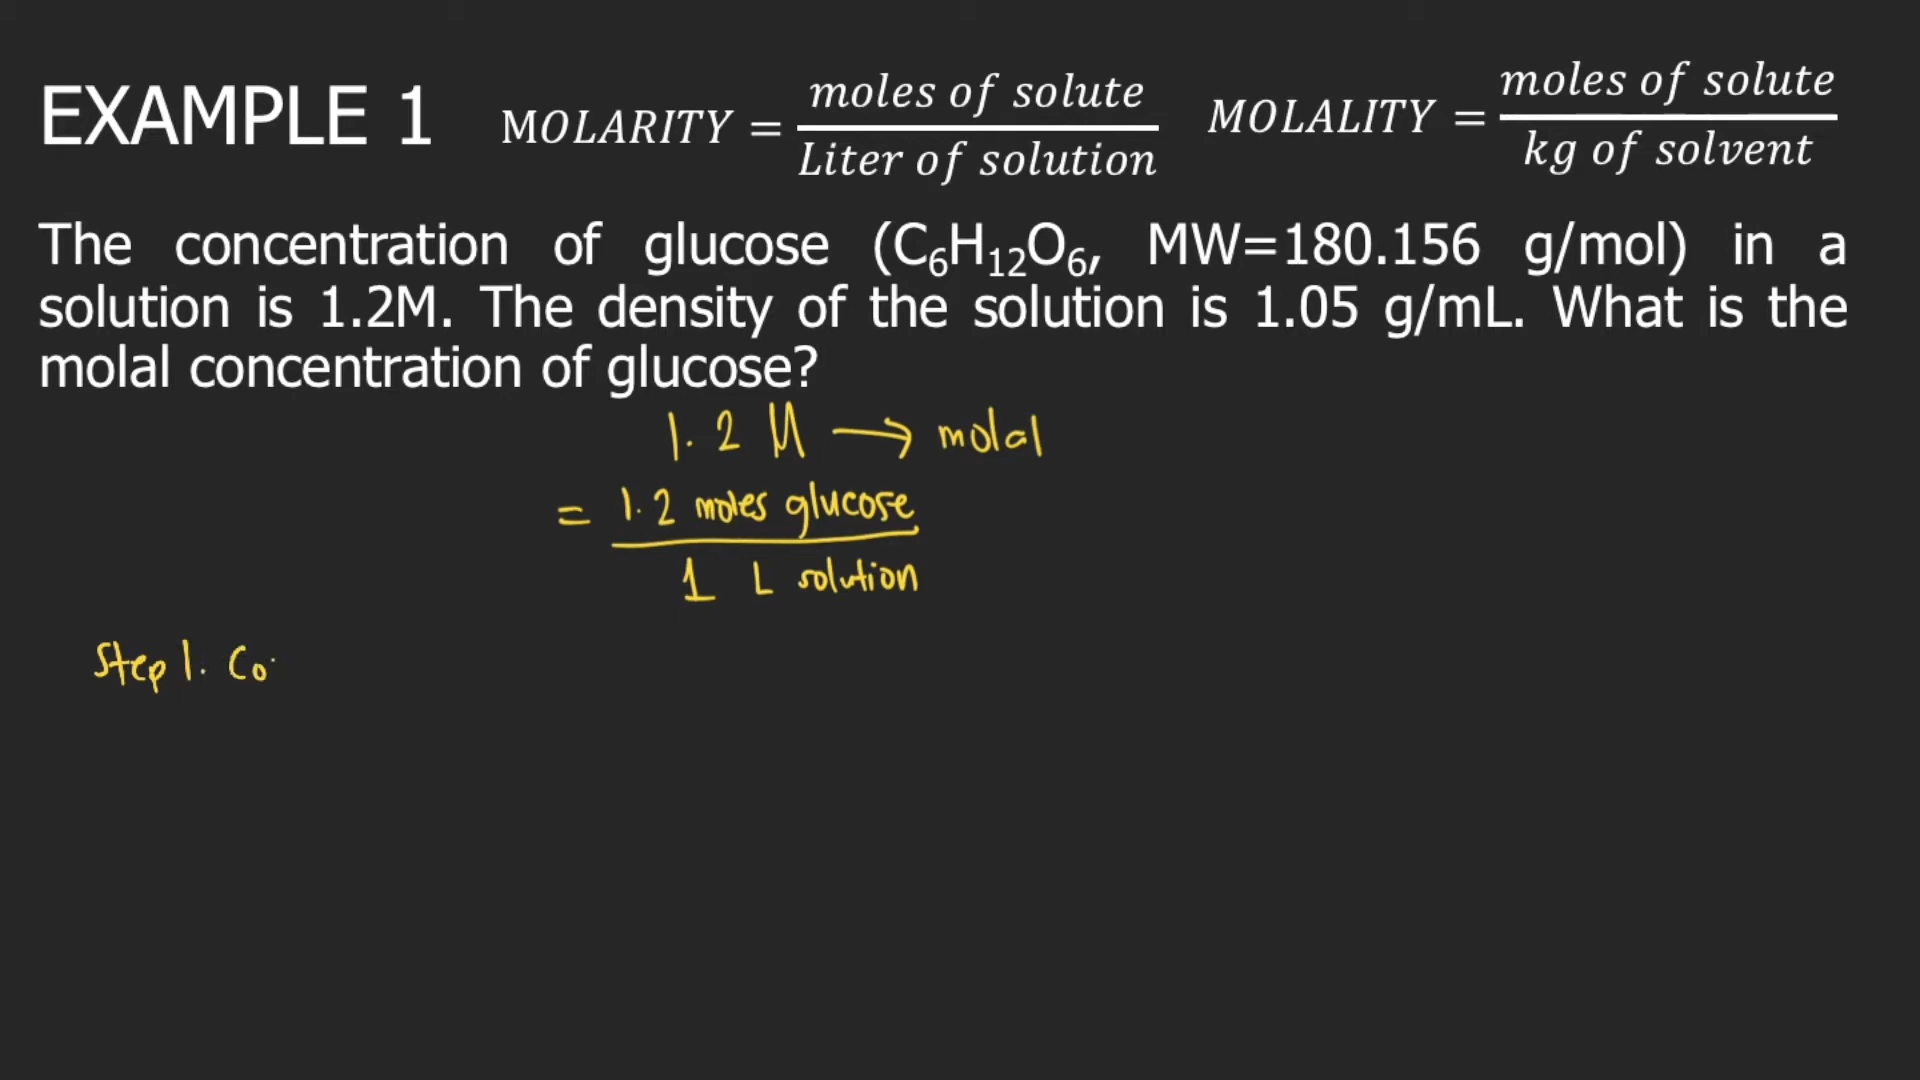 EXAMPLE 1 MOLARITY = moles of solute / Liter of solution MOLALITY = moles of solute / kg of solvent
The concentration of glucose (C₆H₁₂O₆, MW=180.156 g/mol) in a
solution is 1.2M. The density of the solution is 1.05 g/mL. What is the
molal concentration of glucose?
1.2 M → molal
= 1.2 moles glucose
1 L solution
Step 1. Co